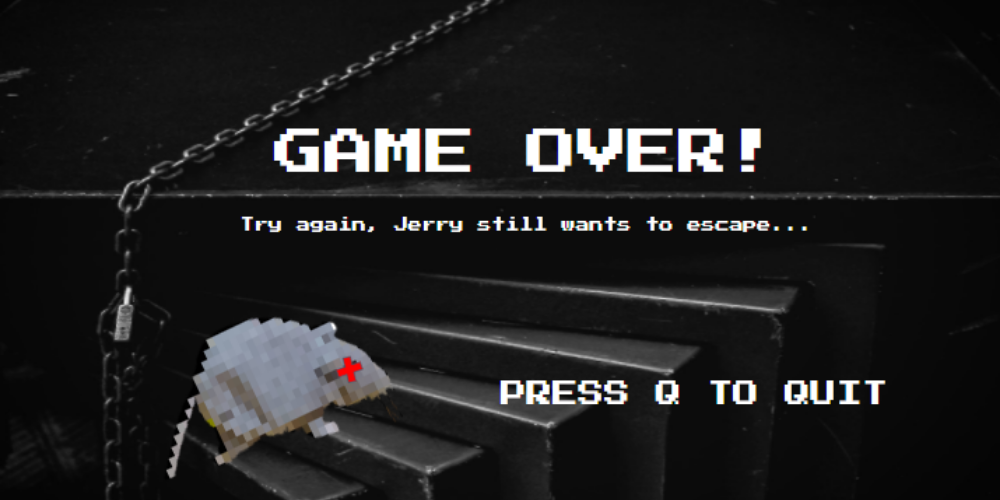 GAME OVER!
Try again, Jerry still wants to escape...
PRESS Q TO QUIT